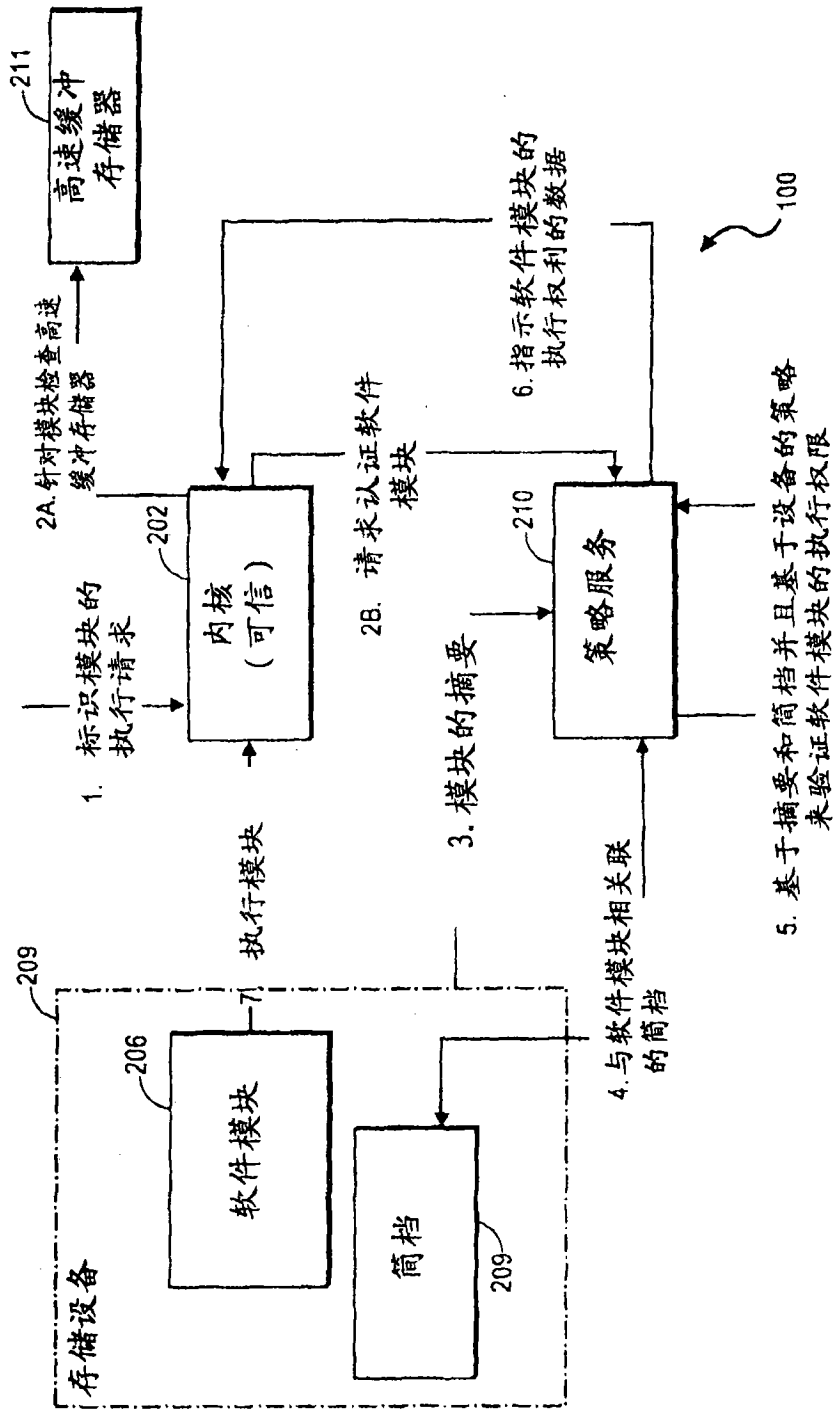 211
高速缓冲
存储器
2A.针对模块检查高速
缓冲存储器
1. 标识模块的
执行请求
202
内核
（可信）
2B. 请求认证软件
模块
6.指示软件模块的
执行权利的数据
100
209
存储设备
206
软件模块
7
执行模块
简档
209
3.模块的摘要
210
策略服务
4.与软件模块相关联
的简档
5. 基于摘要和简档并且基于设备的策略
来验证软件模块的执行权限